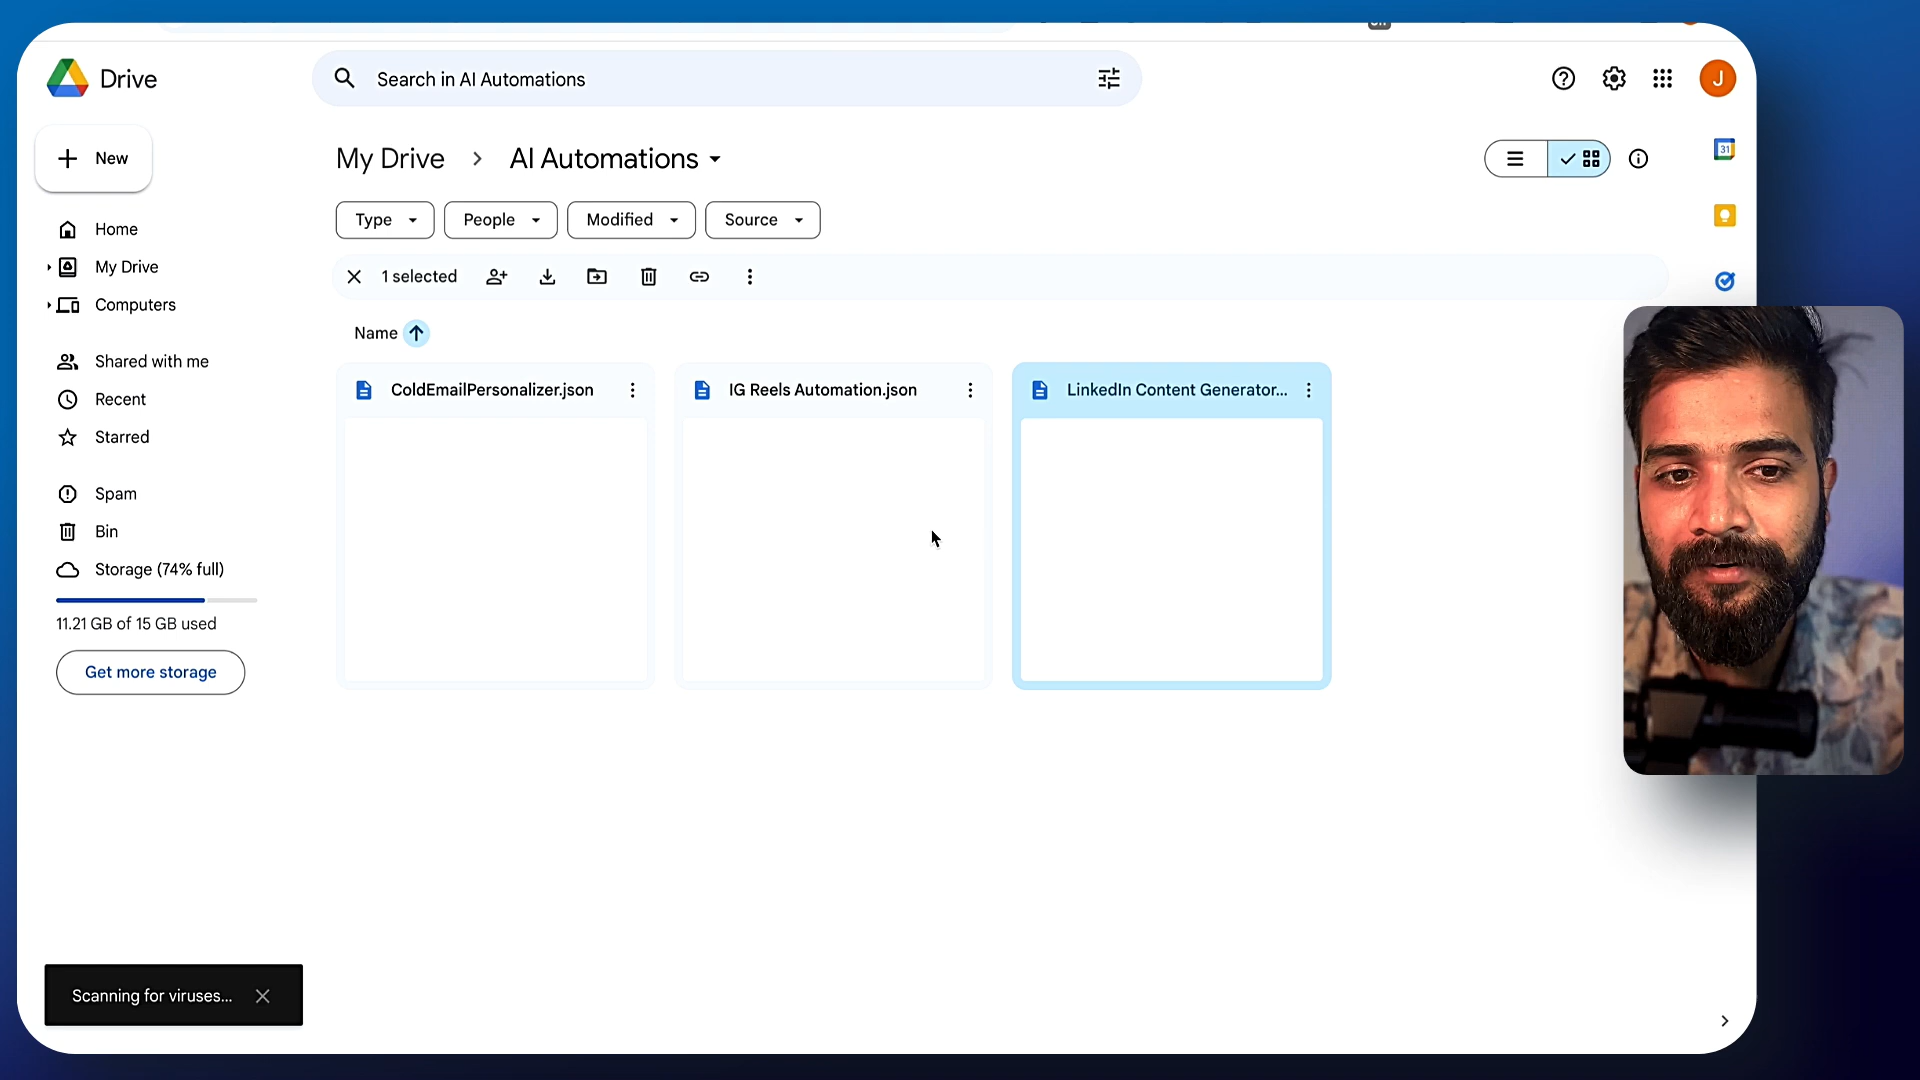 Drive
Search in AI Automations
J
New
My Drive > AI Automations
31
Type
People
Modified
Source
Home
My Drive
Computers
1 selected
Name
Shared with me
Recent
Starred
ColdEmailPersonalizer.json
IG Reels Automation.json
LinkedIn Content Generator...
Spam
Bin
Storage (74% full)
11.21 GB of 15 GB used
Get more storage
Scanning for viruses...